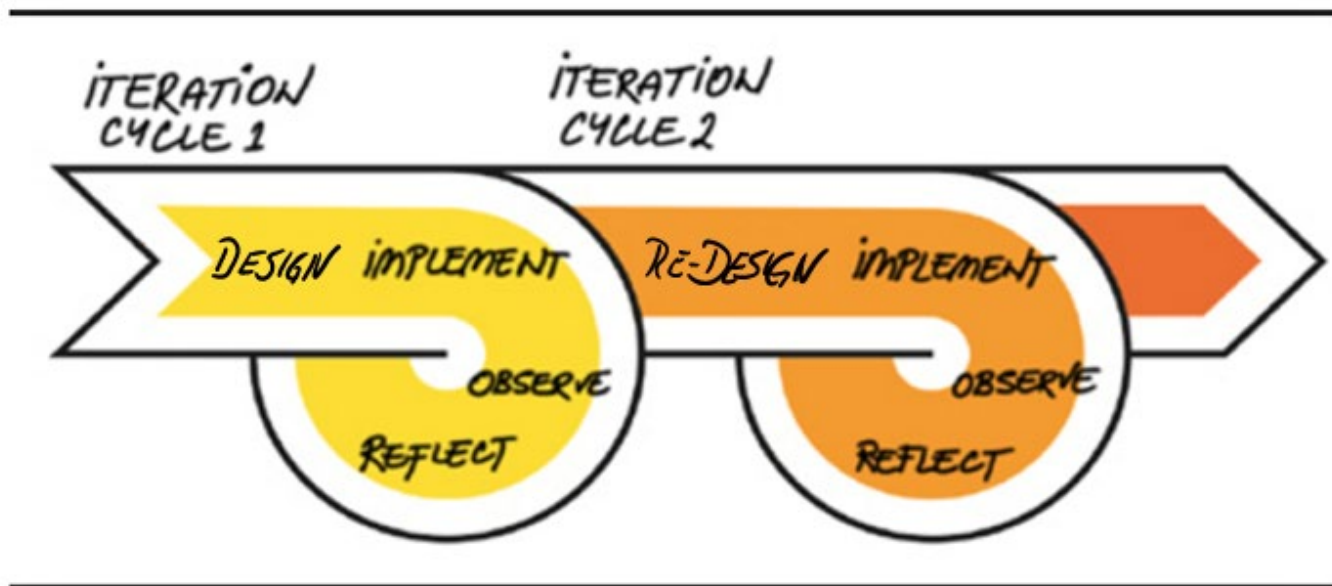 ITERATION
CYCLE 1
ITERATION
CYCLE 2
DESIGN IMPLEMENT
OBSERVE
REFLECT
RE-DESIGN IMPLEMENT
OBSERVE
REFLECT